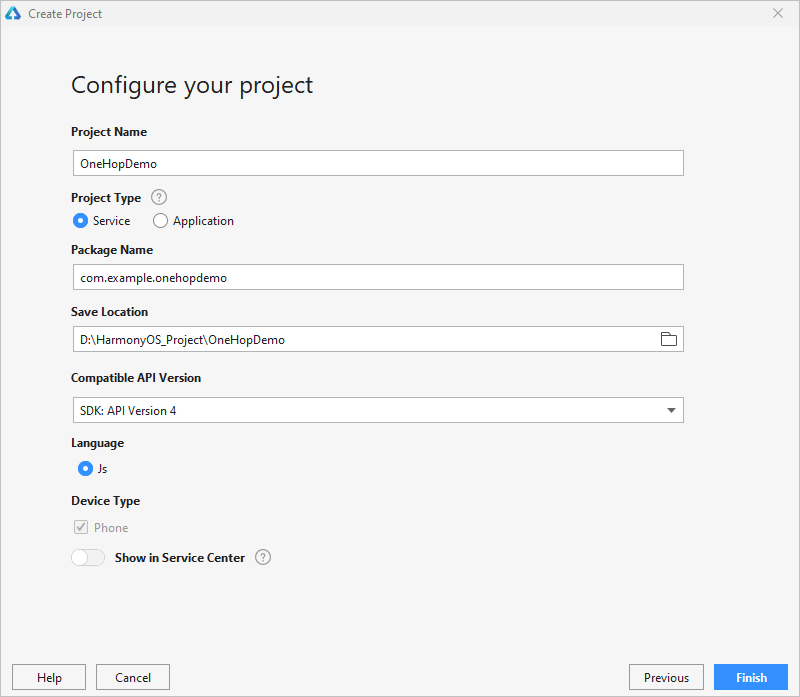 Create Project
Configure your project
Project Name
OneHopDemo
Project Type ?
Service Application
Package Name
com.example.onehopdemo
Save Location
D:\HarmonyOS_Project\OneHopDemo
Compatible API Version
SDK: API Version 4
Language
Js
Device Type
Phone
Show in Service Center ?
Help Cancel Previous Finish